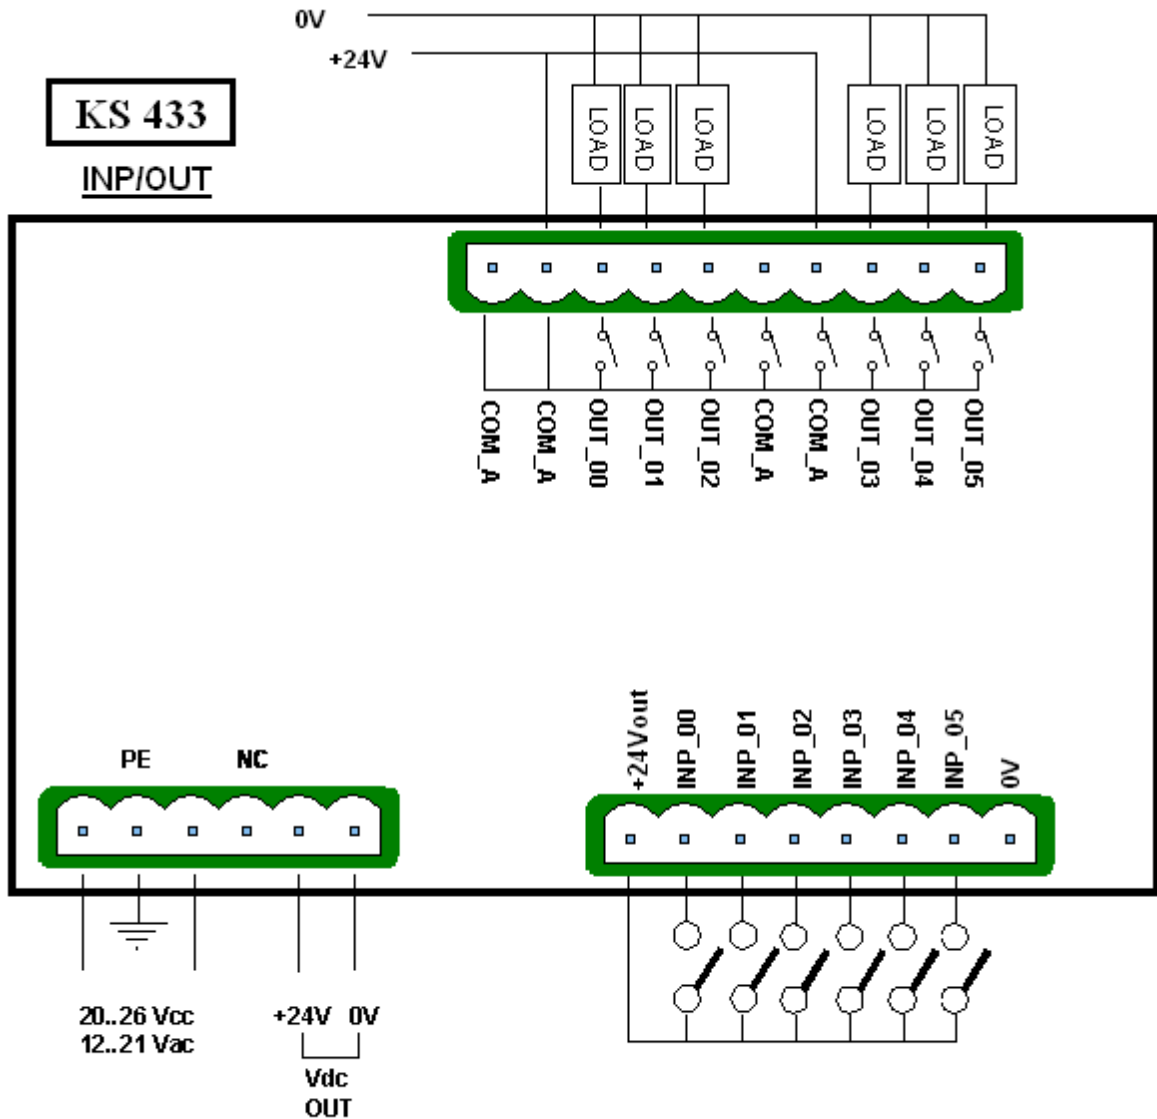 0V
+24V
KS 433
INP/OUT
LOAD
LOAD
LOAD
LOAD
LOAD
LOAD
COM_A
COM_A
OUT_00
OUT_01
OUT_02
COM_A
COM_A
OUT_03
OUT_04
OUT_05
PE
NC
+24Vout
INP_00
INP_01
INP_02
INP_03
INP_04
INP_05
0V
20..26 Vcc
12..21 Vac
+24V 0V
Vdc
OUT